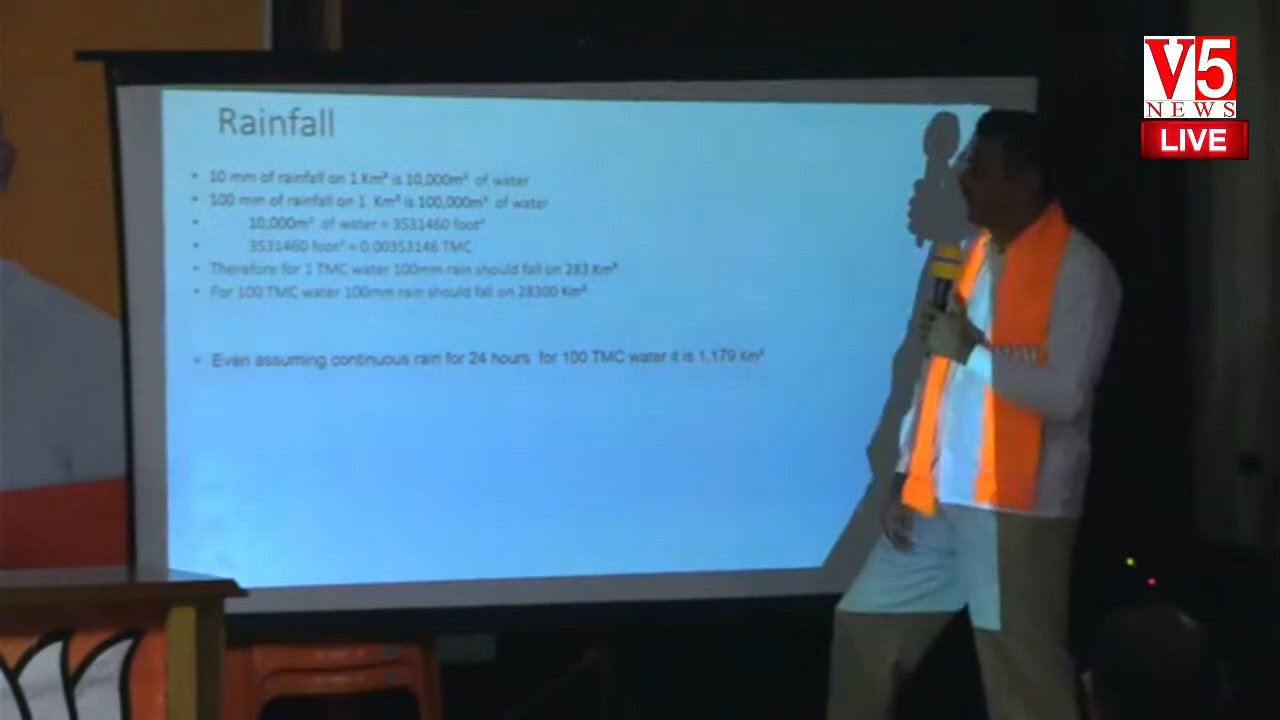 V5
NEWS
LIVE
Rainfall
• 10 mm of rainfall on 1 Km² is 10,000m³ of water
• 100 mm of rainfall on 1 Km² is 100,000m³ of water
• 10,000m³ of water = 3531460 foot³
• 3531460 foot³ = 0.00353146 TMC
• Therefore for 1 TMC water 100mm rain should fall on 283 Km²
• For 100 TMC water 100mm rain should fall on 28300 Km²
• Even assuming continuous rain for 24 hours for 100 TMC water it is 1,179 Km²